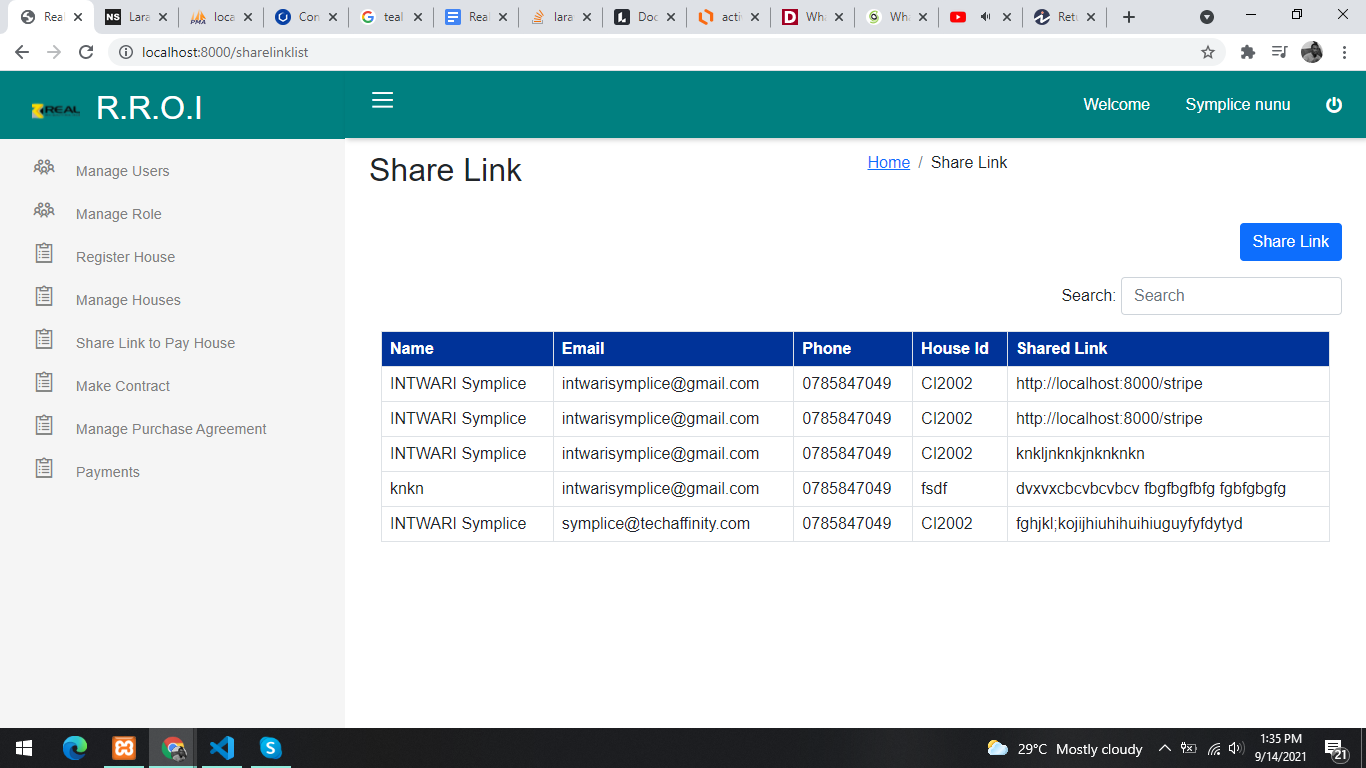 Real
Lara
loca
Con
teal
Real
lara
Doc
acti
Wha
Wha
Retu
localhost:8000/sharelinklist
REAL
R.R.O.I
Welcome
Symplice nunu
Manage Users
Manage Role
Register House
Manage Houses
Share Link to Pay House
Make Contract
Manage Purchase Agreement
Payments
Share Link
Home / Share Link
Share Link
Search: Search
Name Email Phone House Id Shared Link
INTWARI Symplice intwarisymplice@gmail.com 0785847049 CI2002 http://localhost:8000/stripe
INTWARI Symplice intwarisymplice@gmail.com 0785847049 CI2002 http://localhost:8000/stripe
INTWARI Symplice intwarisymplice@gmail.com 0785847049 CI2002 knkljnknkjnknknkn
knkn intwarisymplice@gmail.com 0785847049 fsdf dvxvxcbcvbcvbcv fbgfbgfbfg fgbfgbgfg
INTWARI Symplice symplice@techaffinity.com 0785847049 CI2002 fghjkl;kojijhiuhihuihiuguyfyfdytyd
29°C Mostly cloudy
1:35 PM
9/14/2021
21